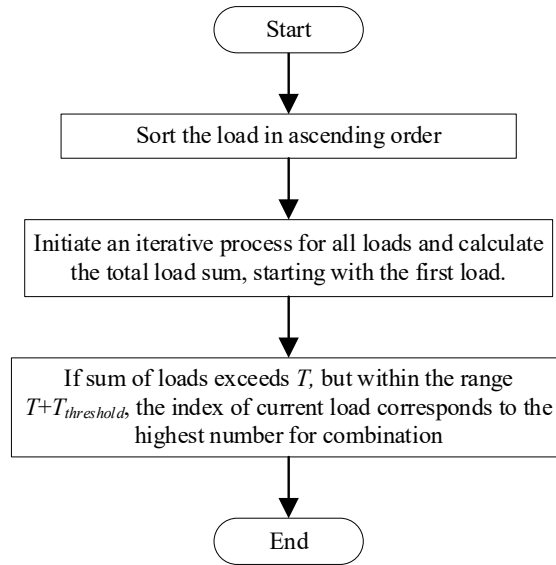 Start
Sort the load in ascending order
Initiate an iterative process for all loads and calculate
the total load sum, starting with the first load.
If sum of loads exceeds T, but within the range
T+Tthreshold, the index of current load corresponds to the
highest number for combination
End